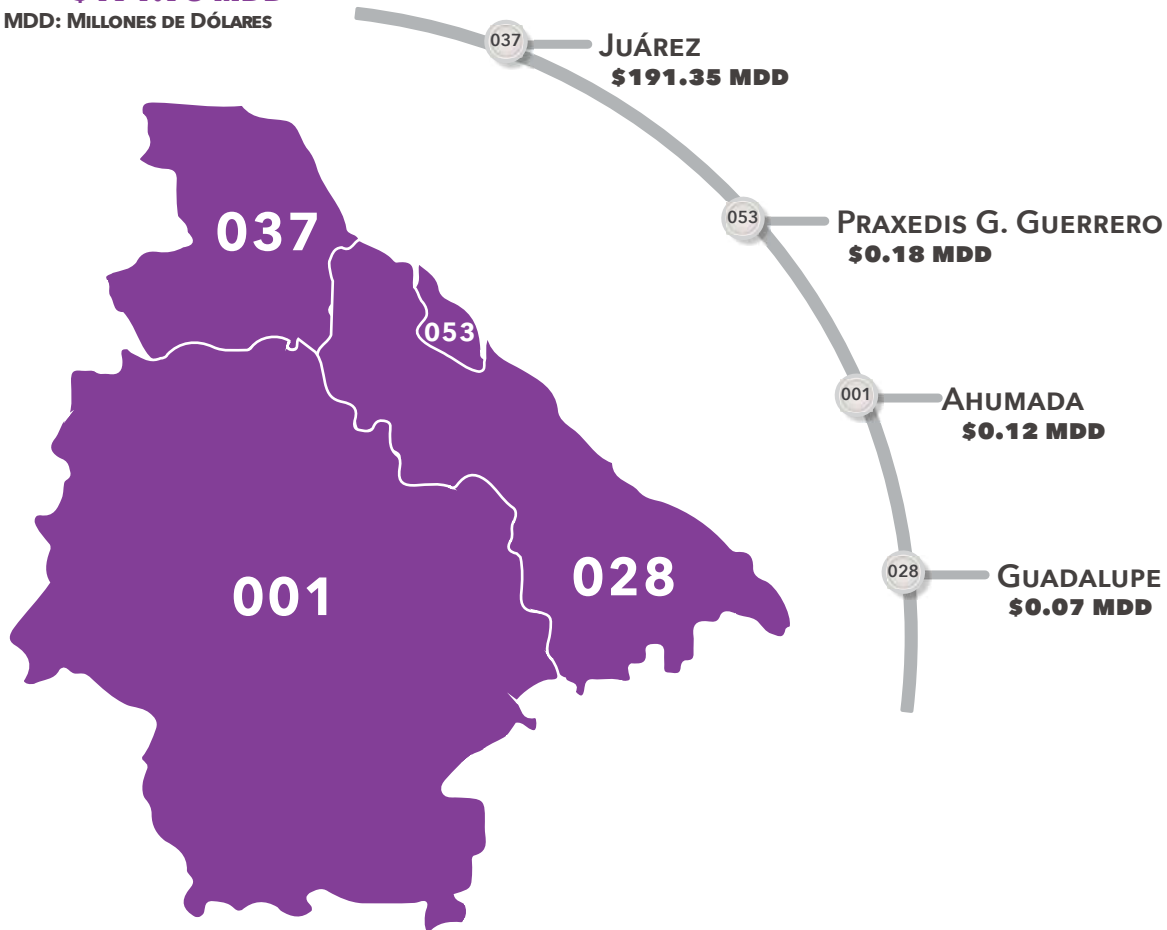 MDD: Millones de Dólares
037
Juárez
$191.35 MDD
053
Praxedis G. Guerrero
$0.18 MDD
001
Ahumada
$0.12 MDD
028
Guadalupe
$0.07 MDD
037
053
001
028